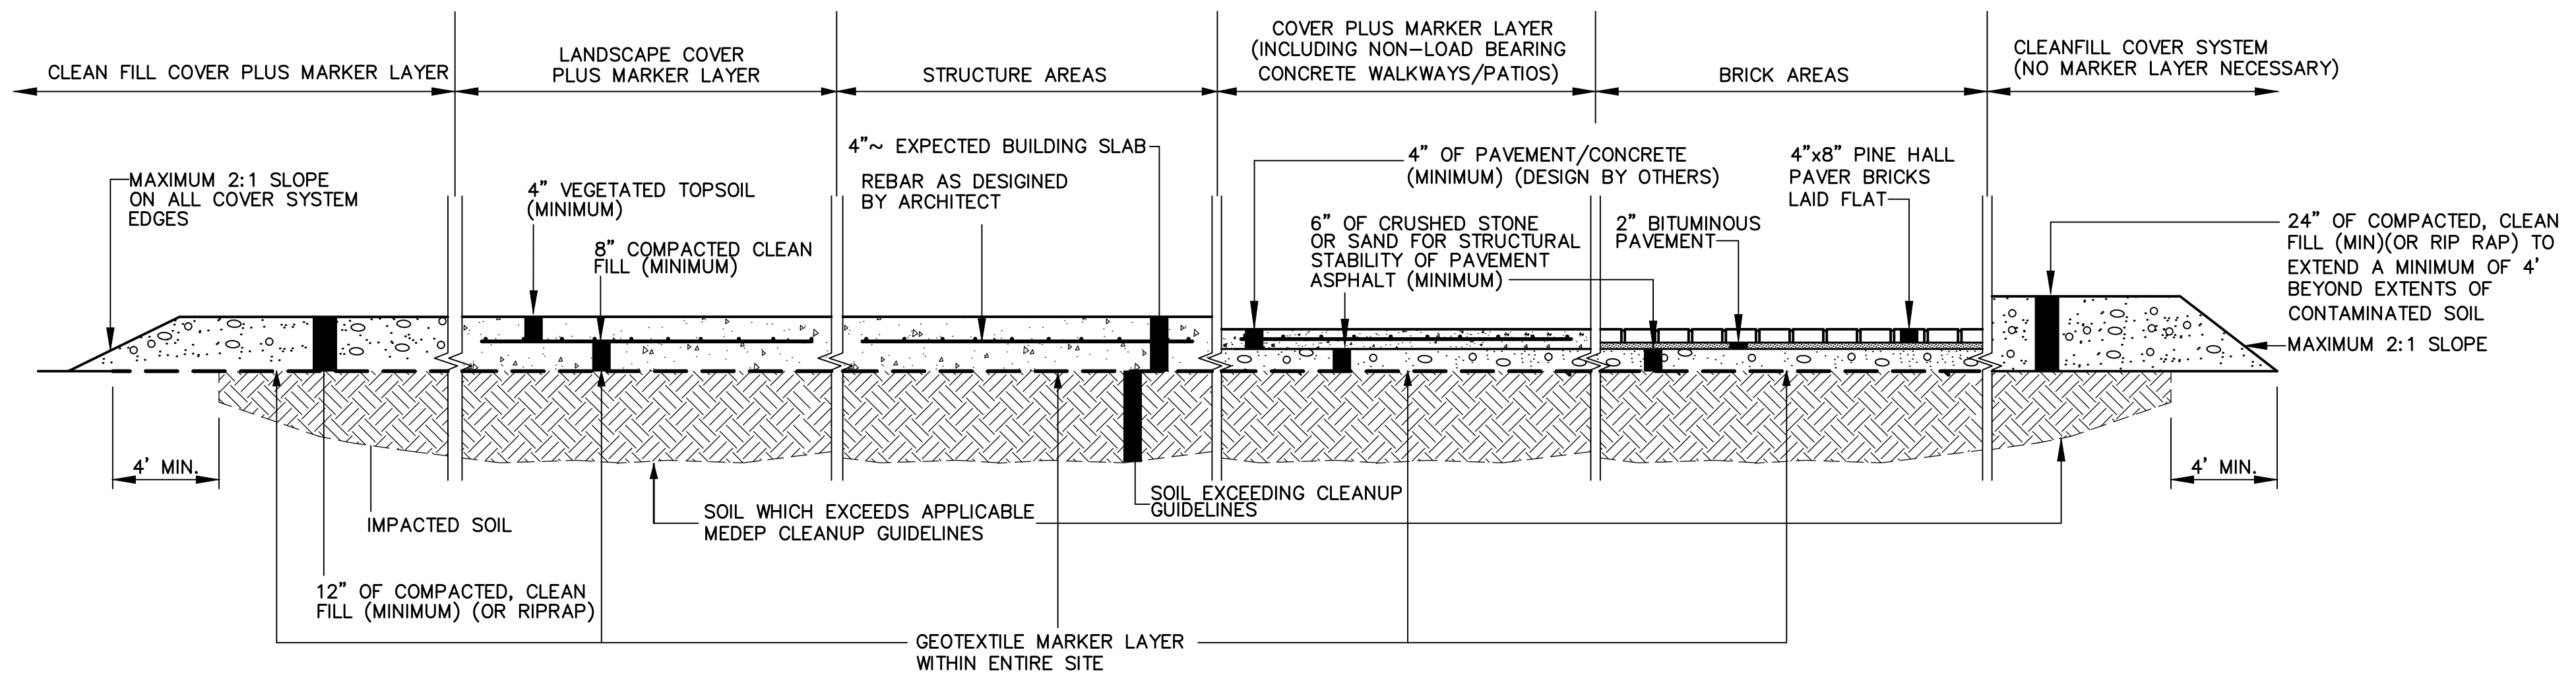 CLEAN FILL COVER PLUS MARKER LAYER
LANDSCAPE COVER
PLUS MARKER LAYER
STRUCTURE AREAS
COVER PLUS MARKER LAYER
(INCLUDING NON-LOAD BEARING
CONCRETE WALKWAYS/PATIOS)
BRICK AREAS
CLEANFILL COVER SYSTEM
(NO MARKER LAYER NECESSARY)
MAXIMUM 2:1 SLOPE
ON ALL COVER SYSTEM
EDGES
4" VEGETATED TOPSOIL
(MINIMUM)
8" COMPACTED CLEAN
FILL (MINIMUM)
4"~ EXPECTED BUILDING SLAB
REBAR AS DESIGINED
BY ARCHITECT
4" OF PAVEMENT/CONCRETE
(MINIMUM) (DESIGN BY OTHERS)
6" OF CRUSHED STONE
OR SAND FOR STRUCTURAL
STABILITY OF PAVEMENT
ASPHALT (MINIMUM)
2" BITUMINOUS
PAVEMENT
4"x8" PINE HALL
PAVER BRICKS
LAID FLAT
24" OF COMPACTED, CLEAN
FILL (MIN)(OR RIP RAP) TO
EXTEND A MINIMUM OF 4'
BEYOND EXTENTS OF
CONTAMINATED SOIL
MAXIMUM 2:1 SLOPE
4' MIN.
4' MIN.
IMPACTED SOIL
SOIL WHICH EXCEEDS APPLICABLE
MEDEP CLEANUP GUIDELINES
SOIL EXCEEDING CLEANUP
GUIDELINES
12" OF COMPACTED, CLEAN
FILL (MINIMUM) (OR RIPRAP)
GEOTEXTILE MARKER LAYER
WITHIN ENTIRE SITE